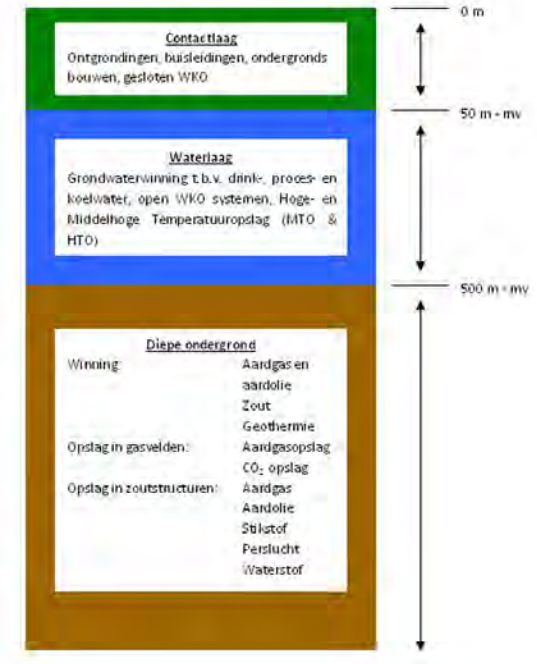 0 m
Contactlaag
Ontgrondingen, buisleidingen, ondergronds
bouwen, gesloten WKO
50 m - mv
Waterlaag
Grondwaterwinning t.b.v. drink-, proces- en
koelwater, open WKO systemen, Hoge- en
Middelhoge Temperatuuropslag (MTO &
HTO)
500 m - mv
Diepe ondergrond
Winning: Aardgas en
aardolie
Zout
Geothermie
Opslag in gasvelden: Aardgasopslag
CO₂ opslag
Opslag in zoutstructuren: Aardgas
Aardolie
Stikstof
Perslucht
Waterstof